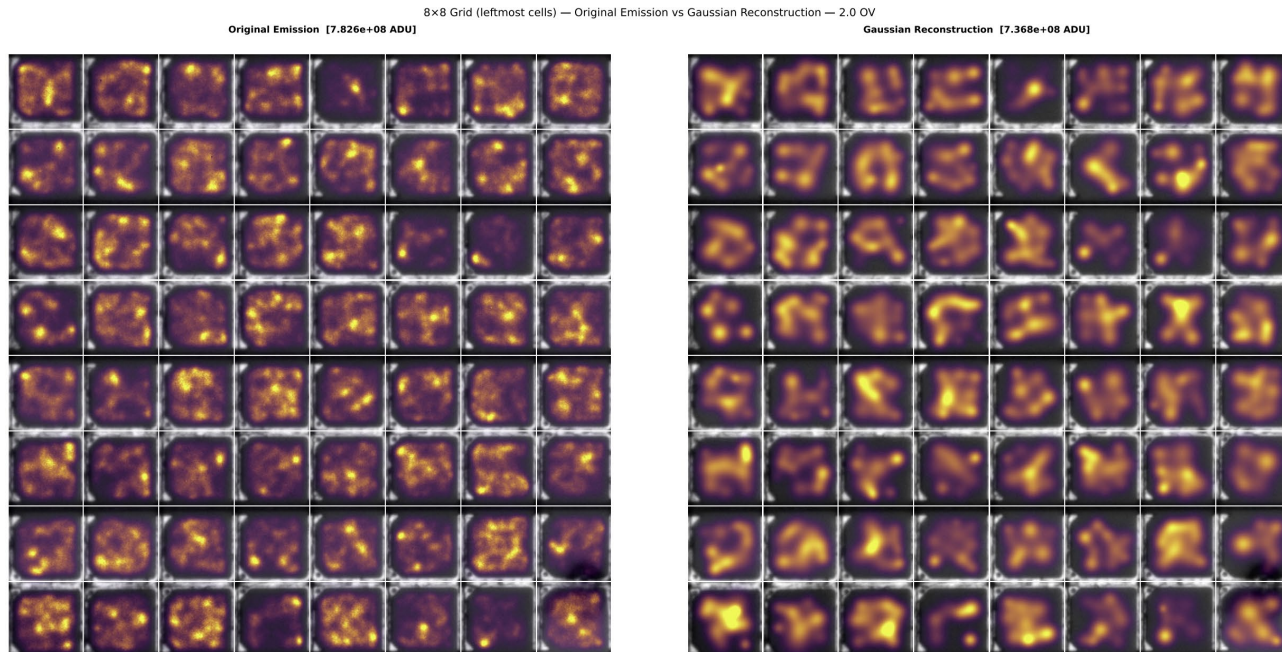 8×8 Grid (leftmost cells) — Original Emission vs Gaussian Reconstruction — 2.0 OV
Original Emission [7.826e+08 ADU]
Gaussian Reconstruction [7.368e+08 ADU]